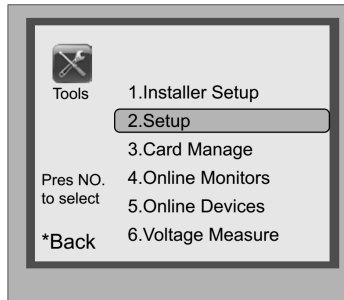 Tools
1.Installer Setup
2.Setup
3.Card Manage
4.Online Monitors
5.Online Devices
6.Voltage Measure
Pres NO.
to select
*Back